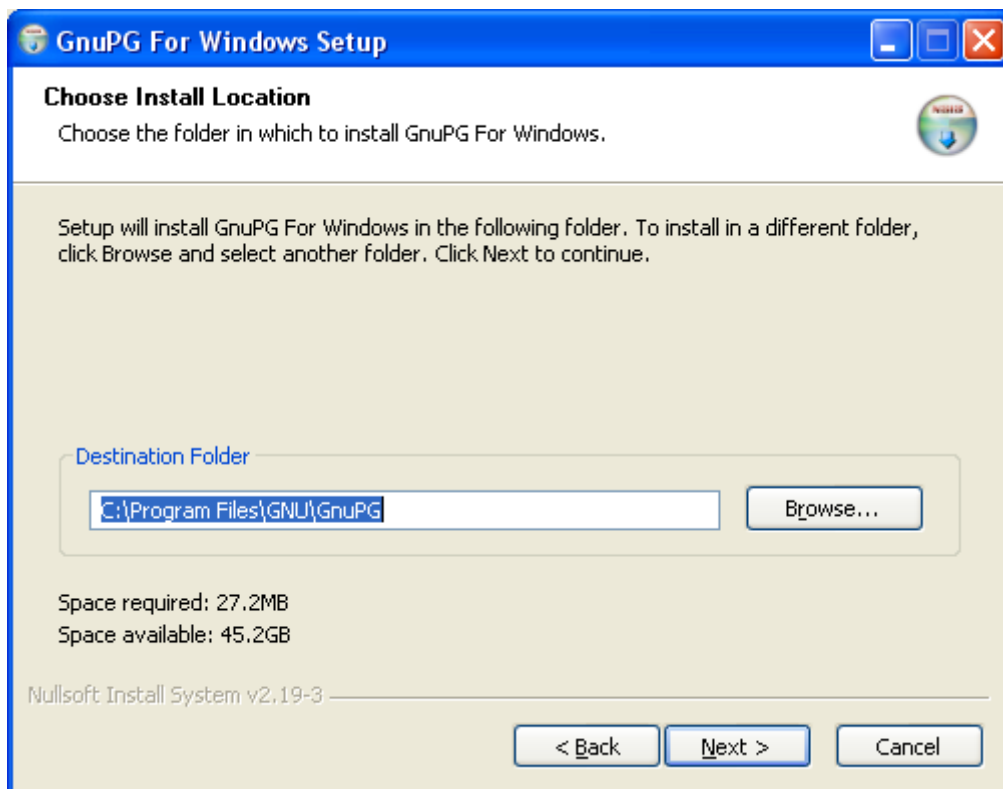 GnuPG For Windows Setup
Choose Install Location
Choose the folder in which to install GnuPG For Windows.
Setup will install GnuPG For Windows in the following folder. To install in a different folder,
click Browse and select another folder. Click Next to continue.
Destination Folder
C:\Program Files\GNU\GnuPG
Browse...
Space required: 27.2MB
Space available: 45.2GB
Nullsoft Install System v2.19-3
< Back
Next >
Cancel